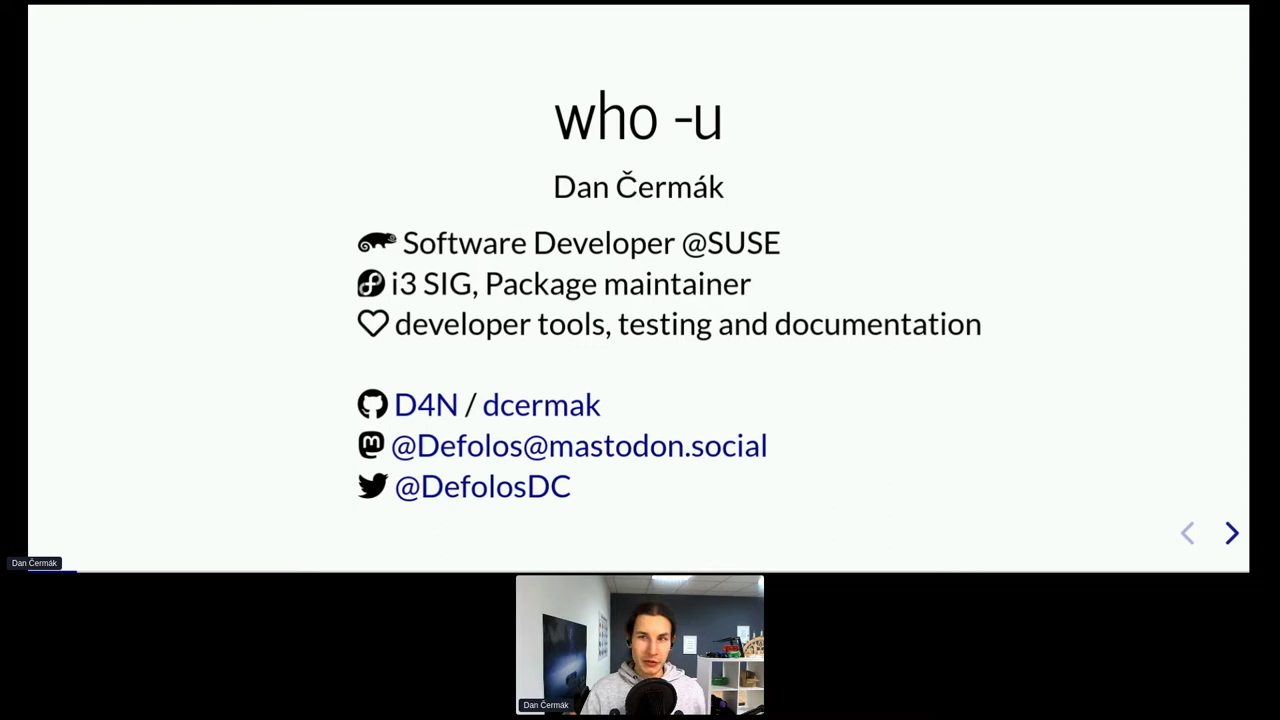 who -u
Dan Čermák
Software Developer @SUSE
i3 SIG, Package maintainer
developer tools, testing and documentation
D4N / dcermak
@Defolos@mastodon.social
@DefolosDC
Dan Čermák
Dan Čermák